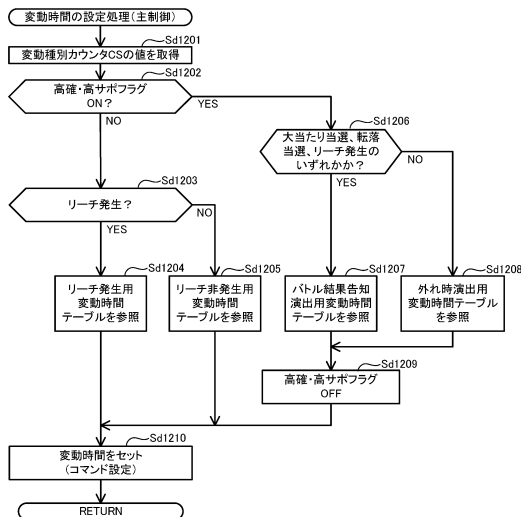 変動時間の設定処理(主制御)
Sd1201
変動種別カウンタCSの値を取得
Sd1202
高確・高サポフラグ
ON?
YES
NO
Sd1206
大当たり当選、転落
当選、リーチ発生の
いずれかか?
NO
YES
Sd1203
リーチ発生?
NO
YES
Sd1204
リーチ発生用
変動時間
テーブルを参照
Sd1205
リーチ非発生用
変動時間
テーブルを参照
Sd1207
バトル結果告知
演出用変動時間
テーブルを参照
Sd1208
外れ時演出用
変動時間テーブル
を参照
Sd1209
高確・高サポフラグ
OFF
Sd1210
変動時間をセット
(コマンド設定)
RETURN